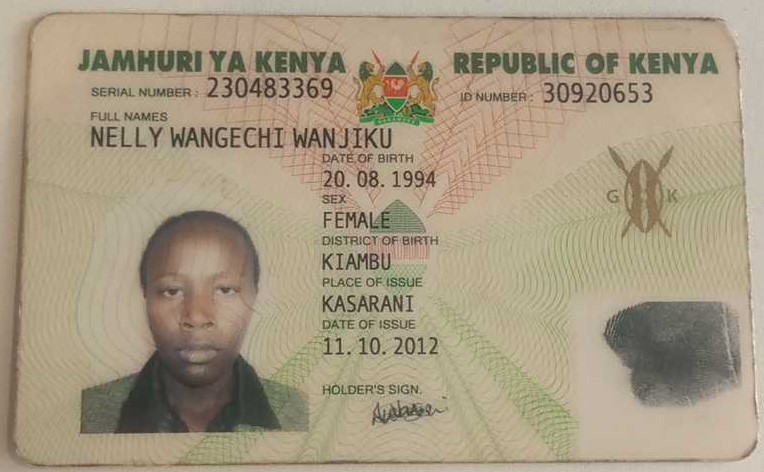 JAMHURI YA KENYA REPUBLIC OF KENYA
SERIAL NUMBER : 230483369 ID NUMBER : 30920653
FULL NAMES
NELLY WANGECHI WANJIKU
DATE OF BIRTH
20. 08. 1994
SEX
FEMALE
G K
DISTRICT OF BIRTH
KIAMBU
PLACE OF ISSUE
KASARANI
DATE OF ISSUE
11. 10. 2012
HOLDER'S SIGN.